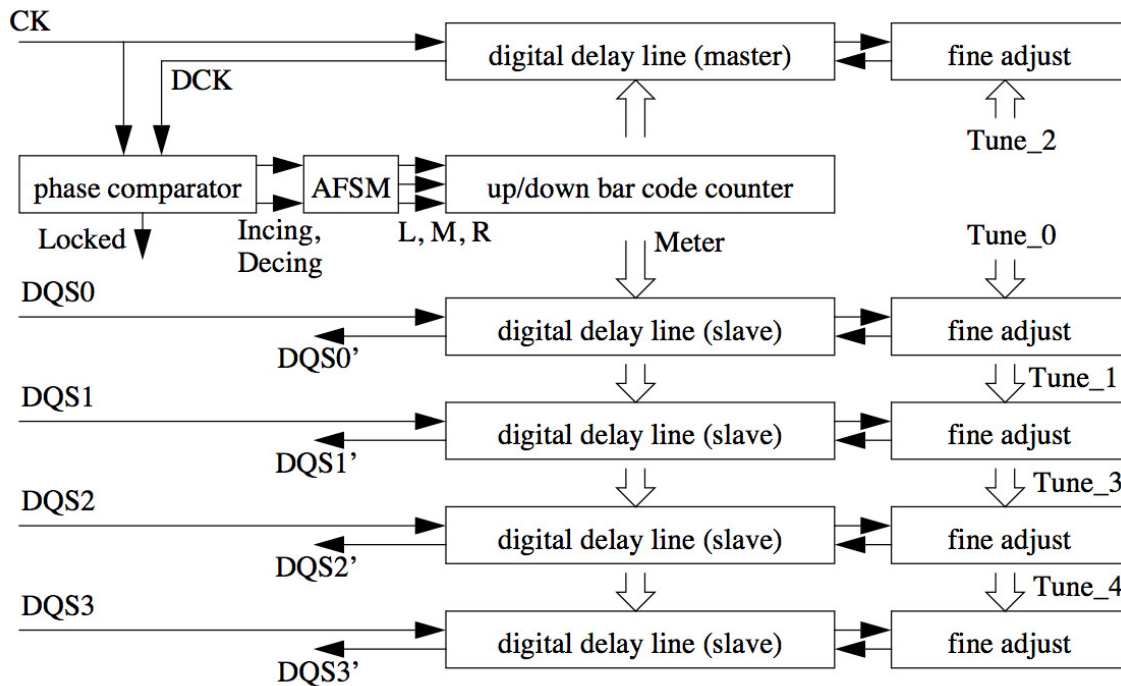 CK
digital delay line (master)
fine adjust
DCK
Tune_2
phase comparator
AFSM
up/down bar code counter
Locked
Incing,
Decing
L, M, R
Meter
Tune_0
DQS0
digital delay line (slave)
fine adjust
DQS0’
Tune_1
DQS1
digital delay line (slave)
fine adjust
DQS1’
Tune_3
DQS2
digital delay line (slave)
fine adjust
DQS2’
Tune_4
DQS3
digital delay line (slave)
fine adjust
DQS3’